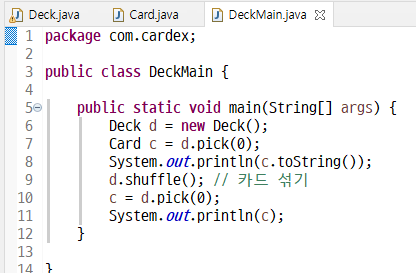 Deck.java Card.java DeckMain.java
1 package com.cardex;
2
3 public class DeckMain {
4
5 public static void main(String[] args) {
6 Deck d = new Deck();
7 Card c = d.pick(0);
8 System.out.println(c.toString());
9 d.shuffle(); // 카드 섞기
10 c = d.pick(0);
11 System.out.println(c);
12 }
13
14 }